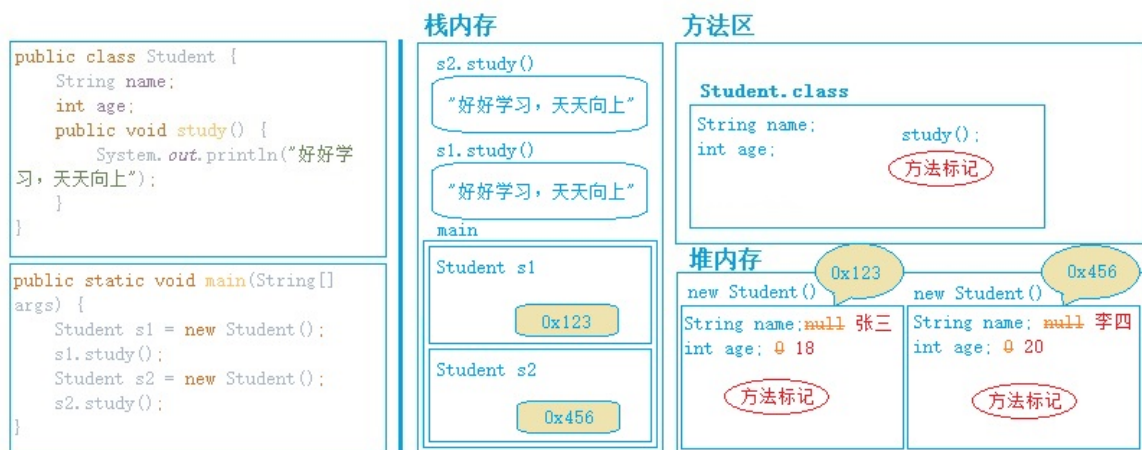 public class Student {
String name;
int age;
public void study() {
System.out.println("好好学
习，天天向上");
}
}
public static void main(String[]
args) {
Student s1 = new Student();
s1.study();
Student s2 = new Student();
s2.study();
}
栈内存
s2.study()
"好好学习，天天向上"
s1.study()
"好好学习，天天向上"
main
Student s1
0x123
Student s2
0x456
方法区
Student.class
String name;
int age;
study();
方法标记
堆内存
0x123
new Student()
String name;null 张三
int age; 0 18
方法标记
0x456
new Student()
String name; null 李四
int age; 0 20
方法标记